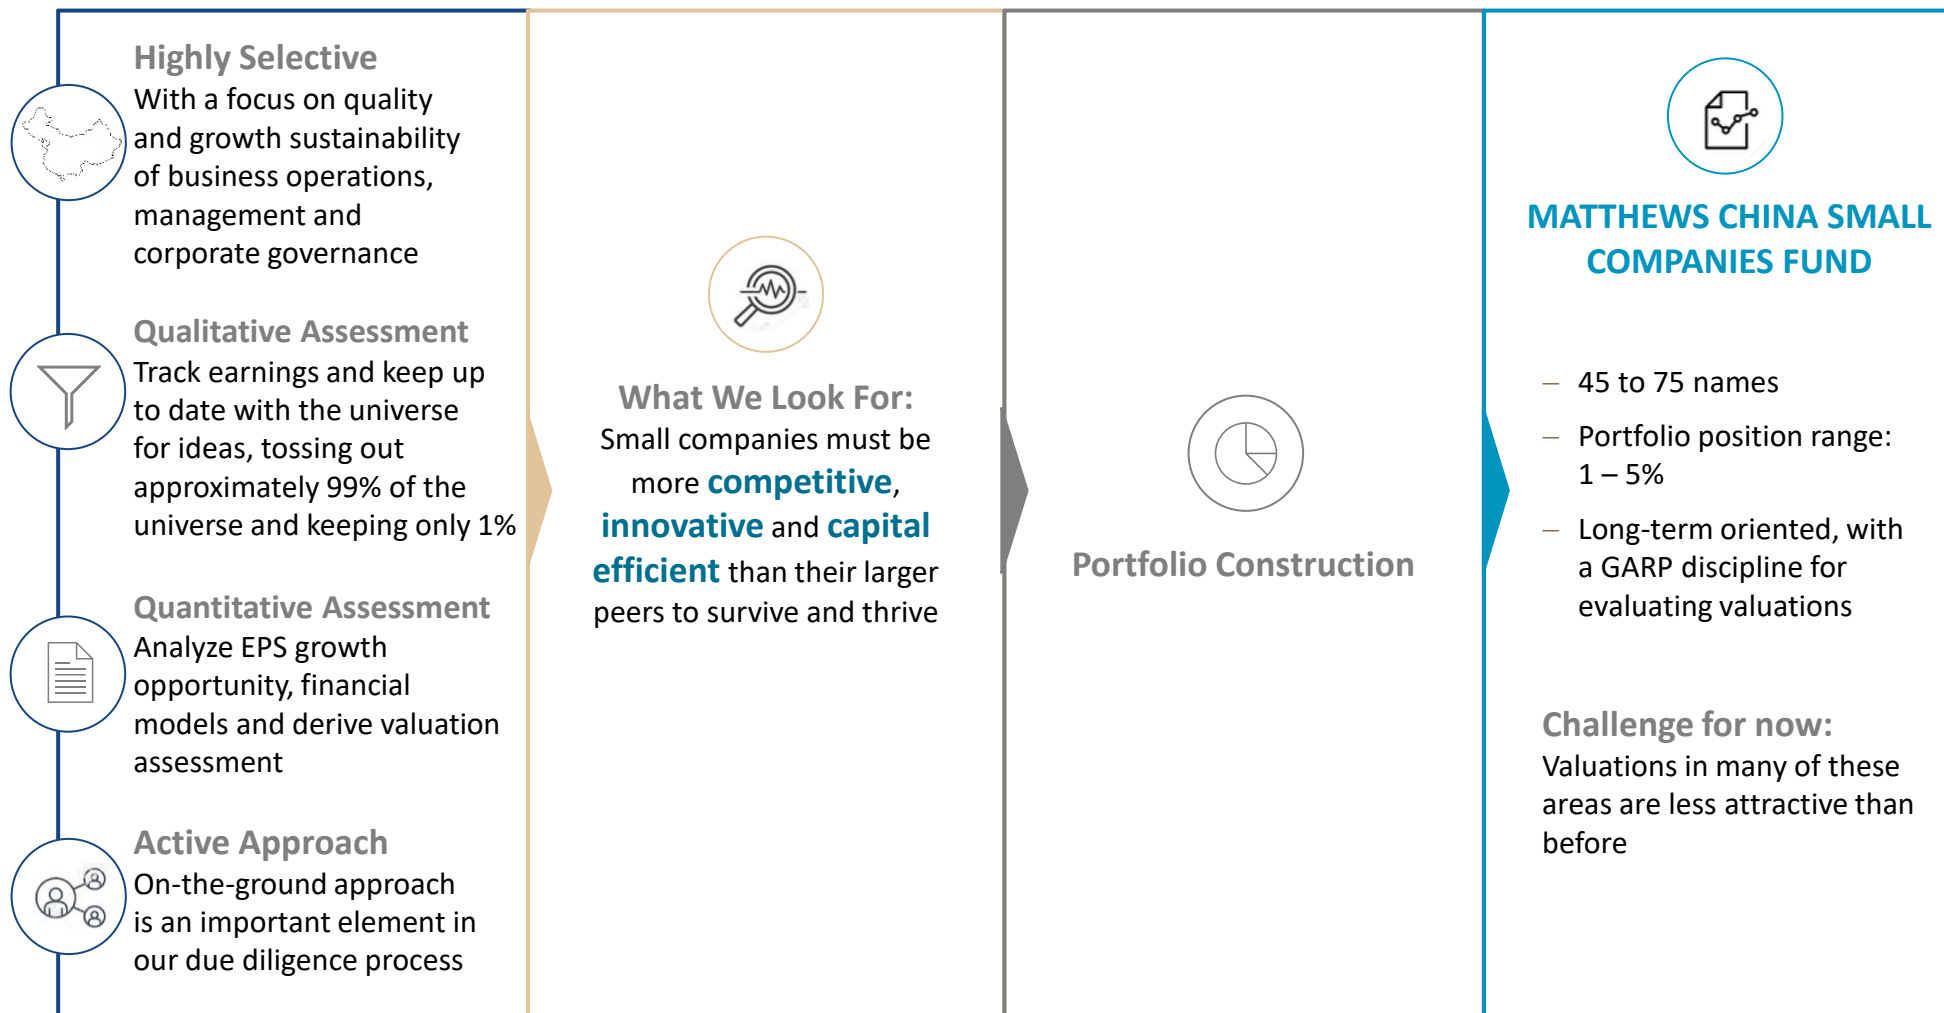 Highly Selective
With a focus on quality
and growth sustainability
of business operations,
management and
corporate governance
Qualitative Assessment
Track earnings and keep up
to date with the universe
for ideas, tossing out
approximately 99% of the
universe and keeping only 1%
Quantitative Assessment
Analyze EPS growth
opportunity, financial
models and derive valuation
assessment
Active Approach
On-the-ground approach
is an important element in
our due diligence process
What We Look For:
Small companies must be
more competitive,
innovative and capital
efficient than their larger
peers to survive and thrive
Portfolio Construction
MATTHEWS CHINA SMALL
COMPANIES FUND
– 45 to 75 names
– Portfolio position range:
1 – 5%
– Long-term oriented, with
a GARP discipline for
evaluating valuations
Challenge for now:
Valuations in many of these
areas are less attractive than
before